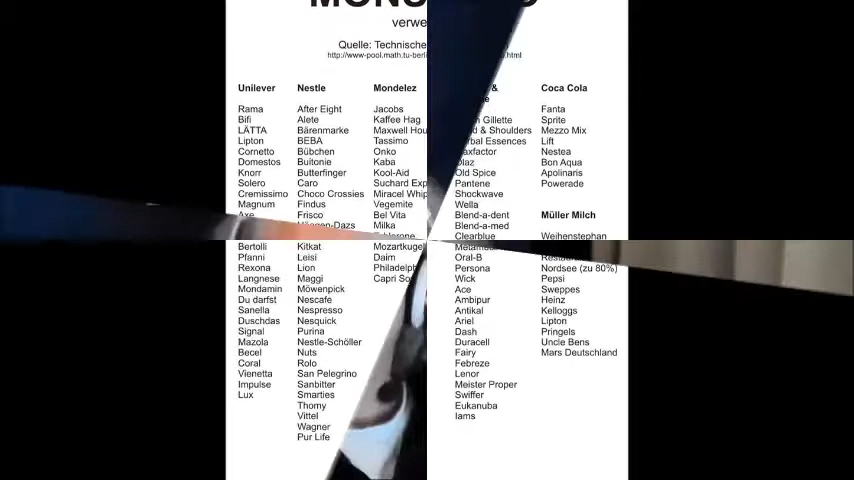 Quelle: Technische
http://www-pool.math.tu-berli
.html
Unilever
Rama
Bifi
LÄTTA
Lipton
Cornetto
Domestos
Knorr
Solero
Cremissimo
Magnum
Axe
Bertolli
Pfanni
Rexona
Langnese
Mondamin
Du darfst
Sanella
Duschdas
Signal
Mazola
Becel
Coral
Vienetta
Impulse
Lux
Nestle
After Eight
Alete
Bärenmarke
BEBA
Bübchen
Buitonie
Butterfinger
Caro
Choco Crossies
Findus
Frisco
Häagen-Dazs
Kitkat
Leisi
Lion
Maggi
Möwenpick
Nescafe
Nespresso
Nesquick
Purina
Nestle-Schöller
Nuts
Rolo
San Pelegrino
Sanbitter
Smarties
Thomy
Vittel
Wagner
Pur Life
Mondelez
Jacobs
Kaffee Hag
Maxwell Hou
Tassimo
Onko
Kaba
Kool-Aid
Suchard Exp
Miracel Whip
Vegemite
Bel Vita
Milka
Mozartkugel
Daim
Philadelph
Capri So
&
Gillette
& Shoulders
Essences
Old Spice
Pantene
Shockwave
Wella
Blend-a-dent
Blend-a-med
Clearblue
Oral-B
Persona
Wick
Ace
Ambipur
Antikal
Ariel
Dash
Duracell
Fairy
Febreze
Lenor
Meister Proper
Swiffer
Eukanuba
Iams
Coca Cola
Fanta
Sprite
Mezzo Mix
Lift
Nestea
Bon Aqua
Apolinaris
Powerade
Müller Milch
Weihenstephan
Nordsee (zu 80%)
Pepsi
Sweppes
Heinz
Kelloggs
Lipton
Pringels
Uncle Bens
Mars Deutschland